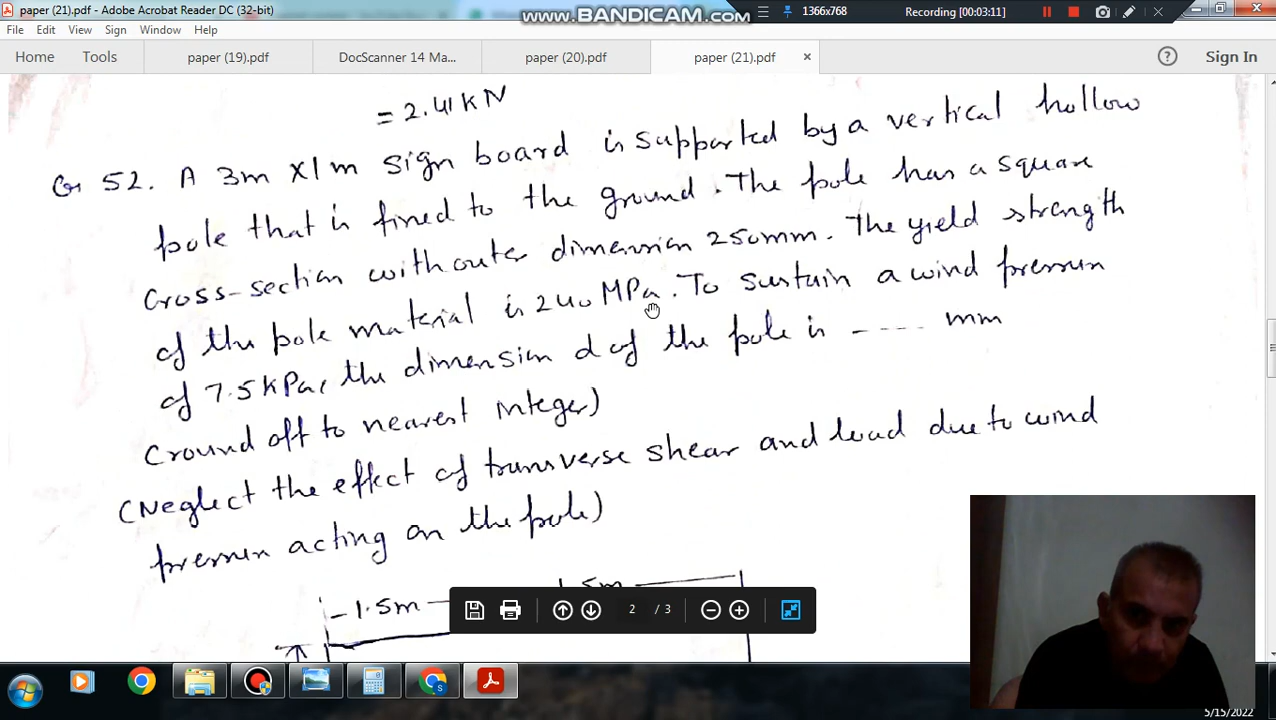 paper (21).pdf - Adobe Acrobat Reader DC (32-bit)
www.BANDICAM.com
1366x768
Recording [00:03:11]
File Edit View Sign Window Help
Home Tools paper (19).pdf DocScanner 14 Ma... paper (20).pdf paper (21).pdf × Sign In
= 2.41 kN
Q 52. A 3m x1m sign board is supported by a vertical hollow
pole that is fixed to the ground. The pole has a square
Cross-section with outer dimension 250mm. The yield strength
of the pole material is 240 MPa. To sustain a wind pressure
of 7.5 kPa, the dimension d of the pole is ---- mm
(round off to nearest integer)
(Neglect the effect of transverse shear and load due to wind
pressure acting on the pole)
1.5m
1.5m
2 / 3
5/15/2022